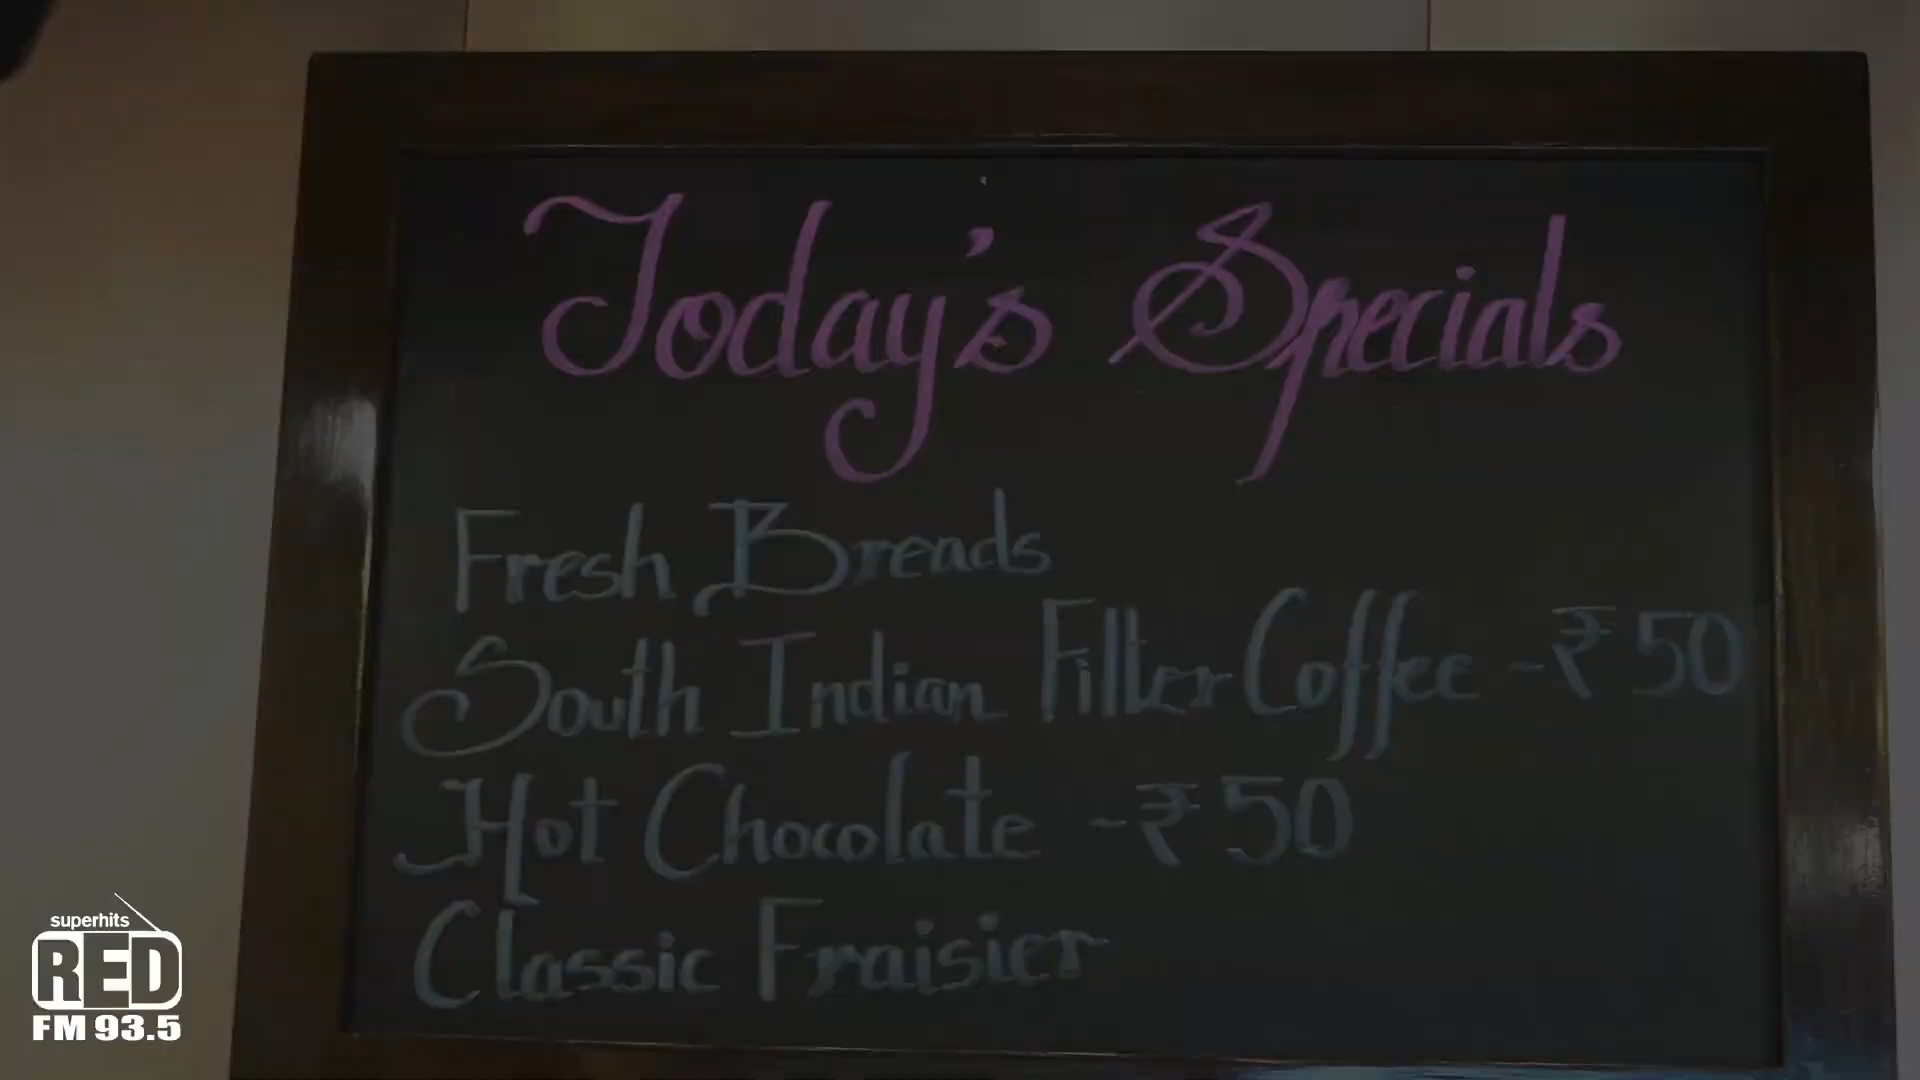 Today's Specials
Fresh Breads
South Indian Filter Coffee - ₹ 50
Hot Chocolate - ₹ 50
Classic Fraisier
superhits
RED
FM 93.5